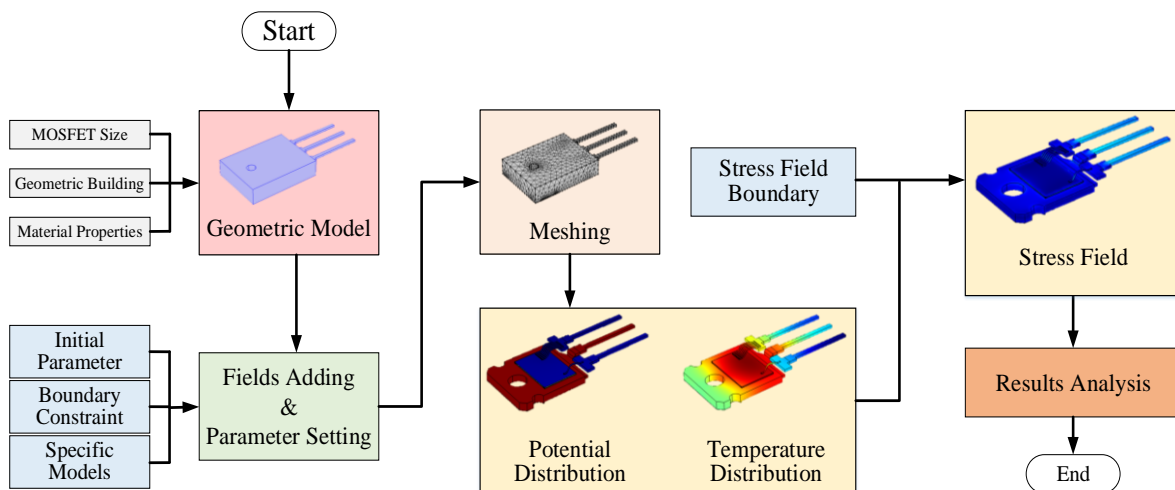 Start
MOSFET Size
Geometric Building
Material Properties
Geometric Model
Initial
Parameter
Boundary
Constraint
Specific
Models
Fields Adding
&
Parameter Setting
Meshing
Potential
Distribution
Temperature
Distribution
Stress Field
Boundary
Stress Field
Results Analysis
End